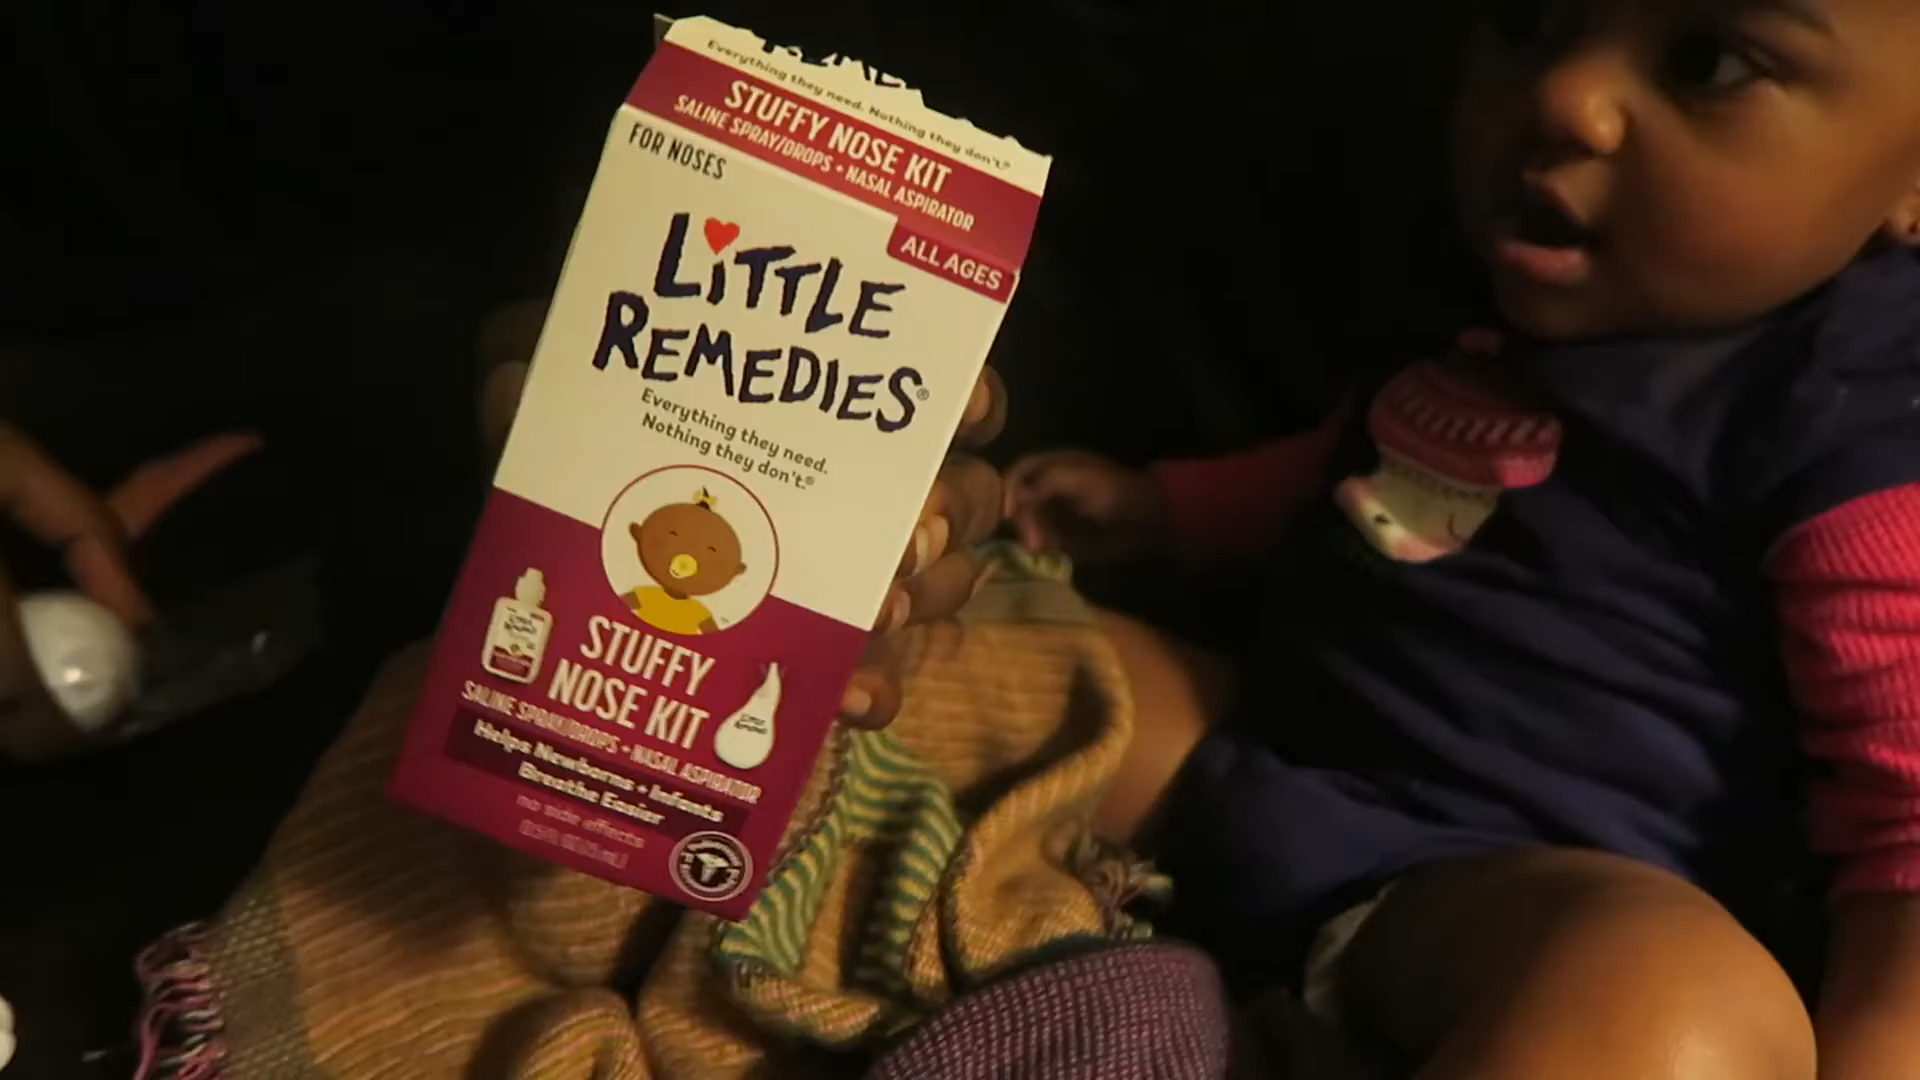 Everything they need. Nothing they don't.®
STUFFY NOSE KIT
SALINE SPRAY/DROPS • NASAL ASPIRATOR
FOR NOSES
ALL AGES
LiTTLE
REMEDIES®
Everything they need.
Nothing they don't.®
STUFFY
NOSE KIT
SALINE SPRAY/DROPS • NASAL ASPIRATOR
Helps Newborns + Infants
Breathe Easier
no side effects